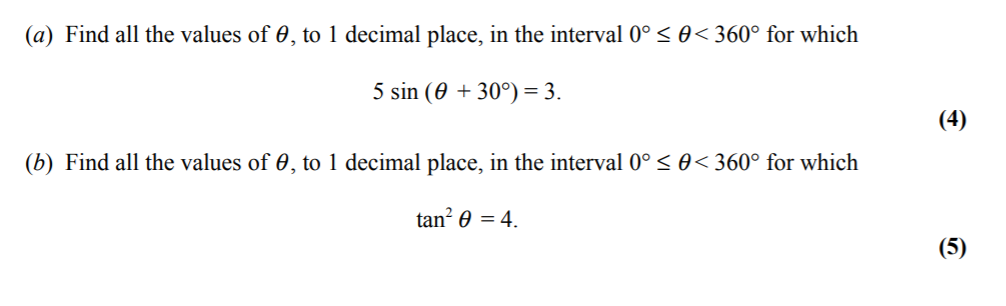 (a) Find all the values of θ, to 1 decimal place, in the interval 0° ≤ θ < 360° for which
5 sin (θ + 30°) = 3.
(4)
(b) Find all the values of θ, to 1 decimal place, in the interval 0° ≤ θ < 360° for which
tan² θ = 4.
(5)